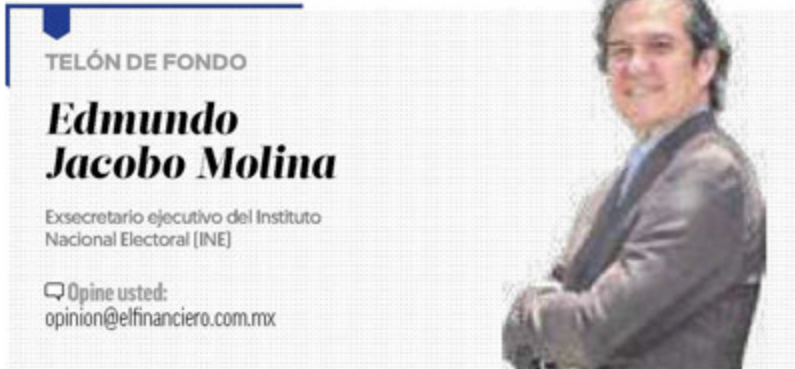 TELÓN DE FONDO
Edmundo
Jacobo Molina
Exsecretario ejecutivo del Instituto
Nacional Electoral (INE)
Opine usted:
opinion@elfinanciero.com.mx